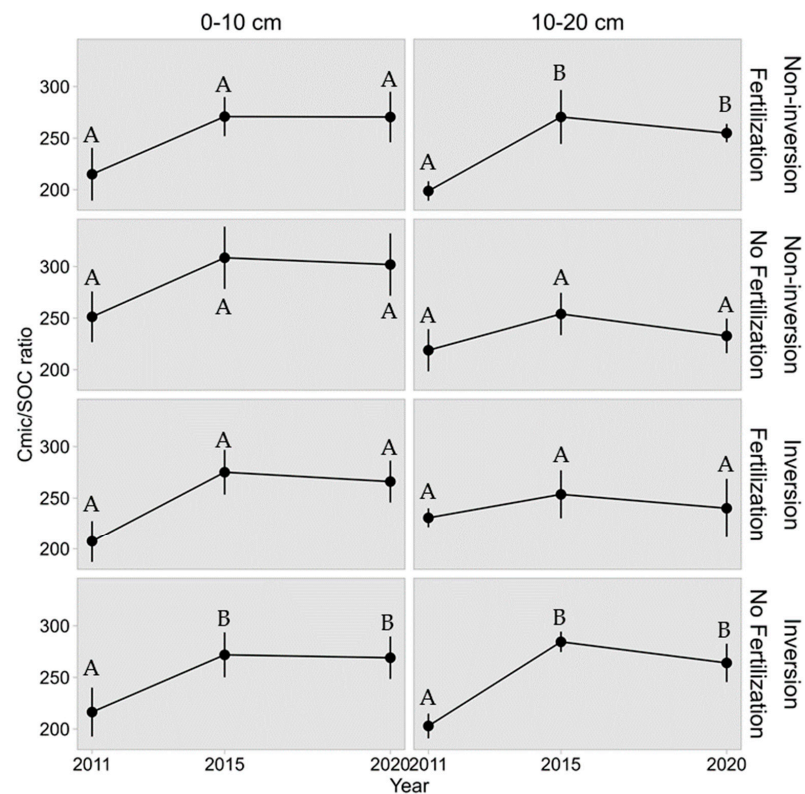 0-10 cm 10-20 cm
Cmic/SOC ratio
300 A A A A B B Non-inversion
250 Fertilization
200
300 A A A A A A Non-inversion
250 No Fertilization
200
300 A A A A A A Inversion
250 Fertilization
200
300 A B B A B B Inversion
250 No Fertilization
200
2011 2015 2020 2011 2015 2020
Year